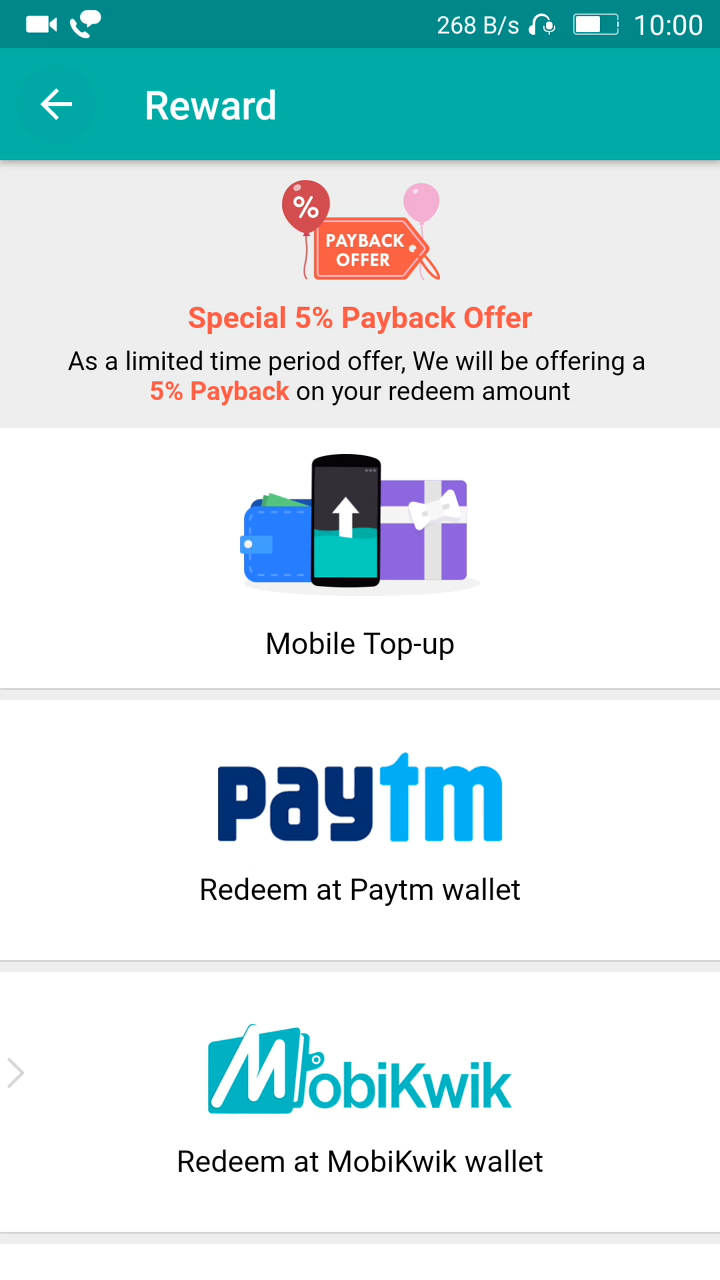 268 B/s 10:00
Reward
%
PAYBACK
OFFER
Special 5% Payback Offer
As a limited time period offer, We will be offering a
5% Payback on your redeem amount
Mobile Top-up
paytm
Redeem at Paytm wallet
MobiKwik
Redeem at MobiKwik wallet